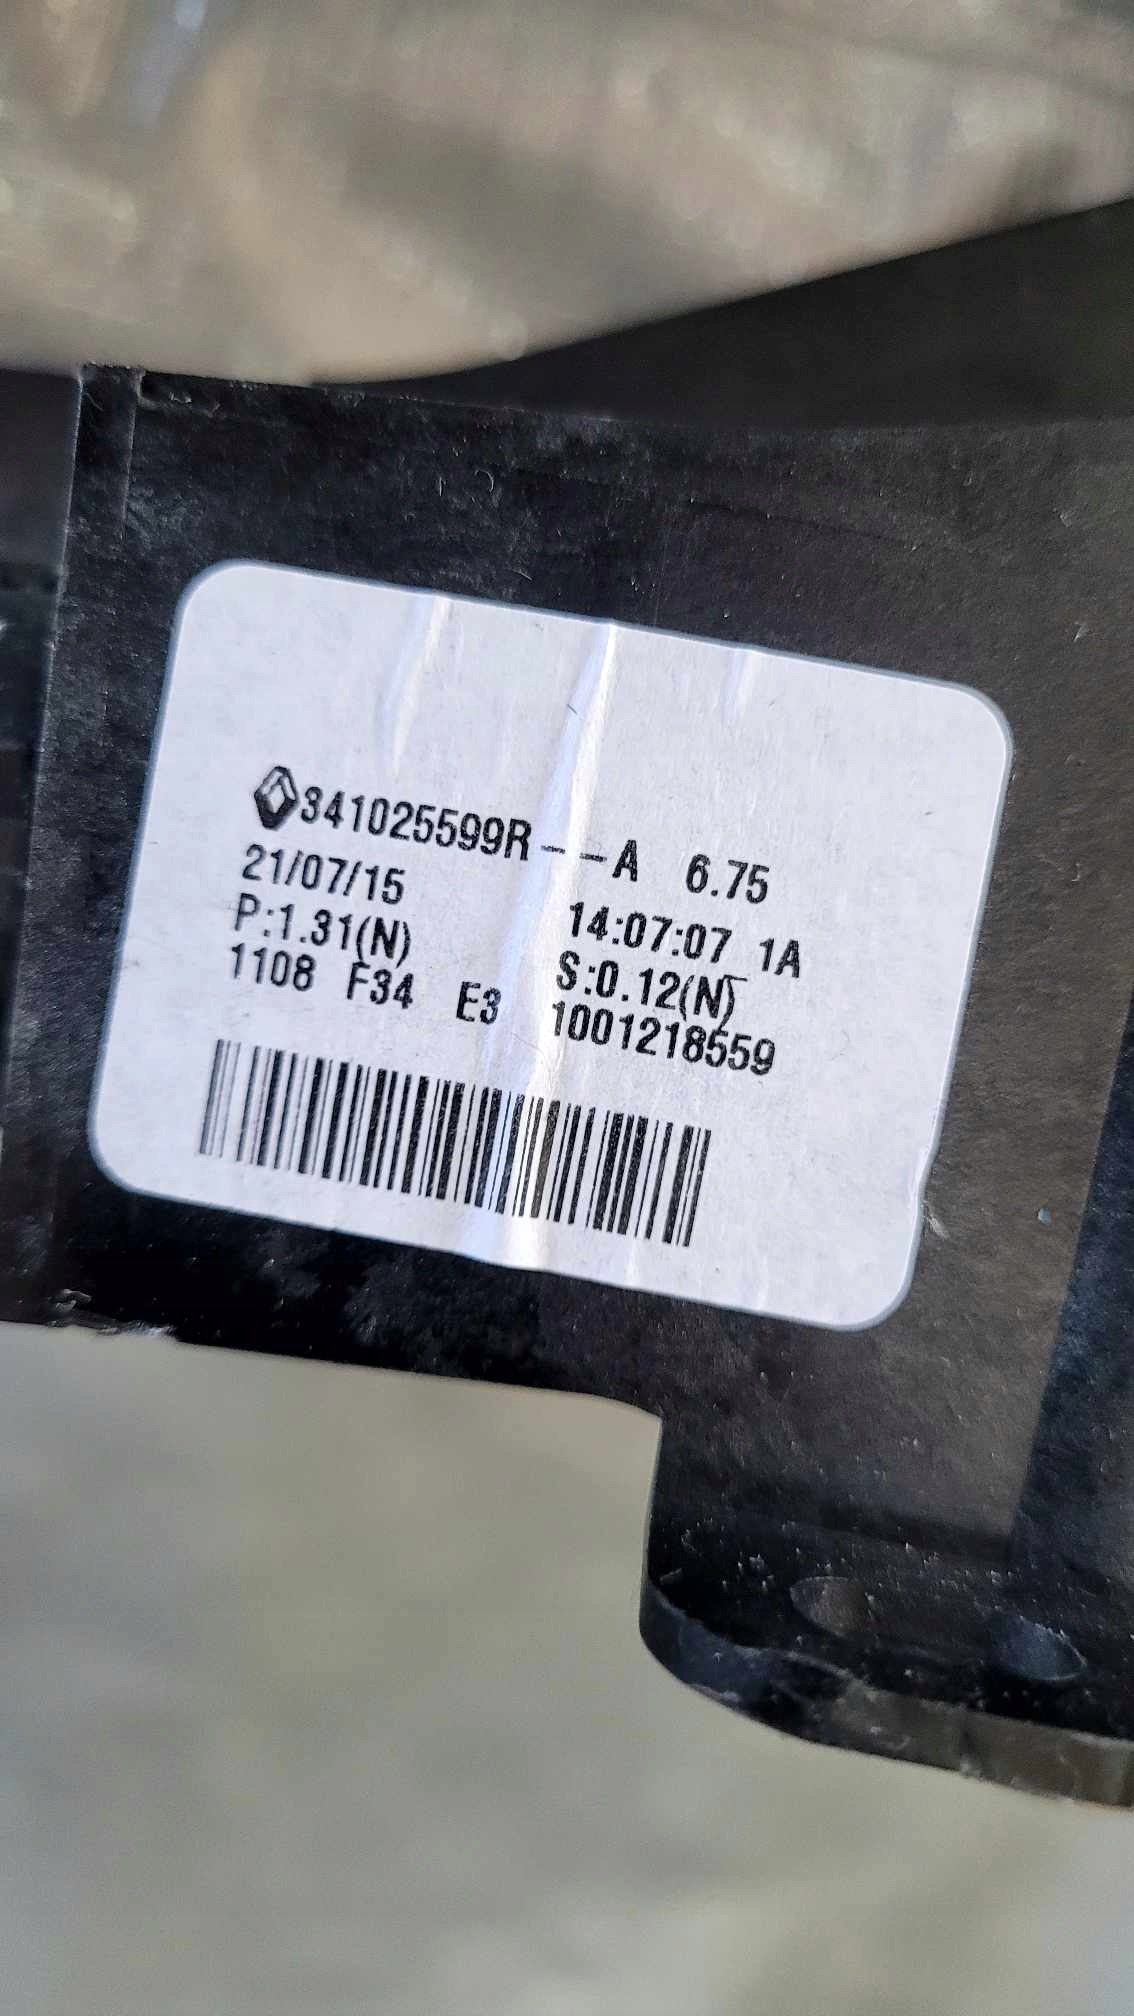 341025599R--A 6.75
21/07/15 14:07:07 1A
P:1.31(N) S:0.12(N)
1108 F34 E3 1001218559